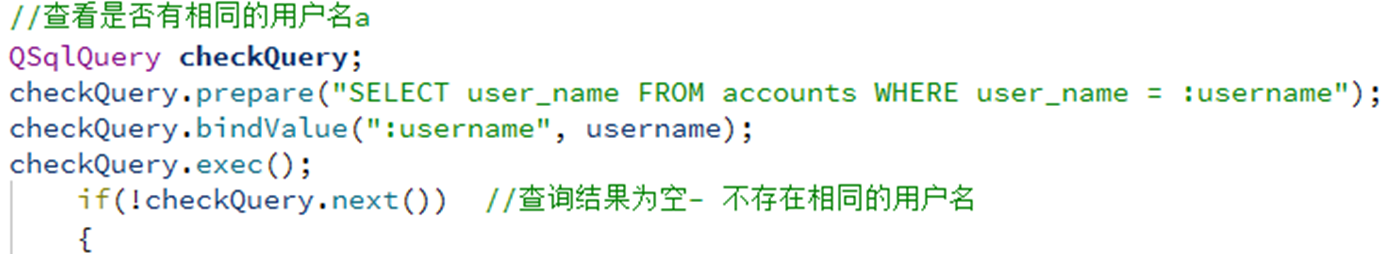 //查看是否有相同的用户名a
QSqlQuery checkQuery;
checkQuery.prepare("SELECT user_name FROM accounts WHERE user_name = :username");
checkQuery.bindValue(":username", username);
checkQuery.exec();
if(!checkQuery.next())  //查询结果为空- 不存在相同的用户名
{